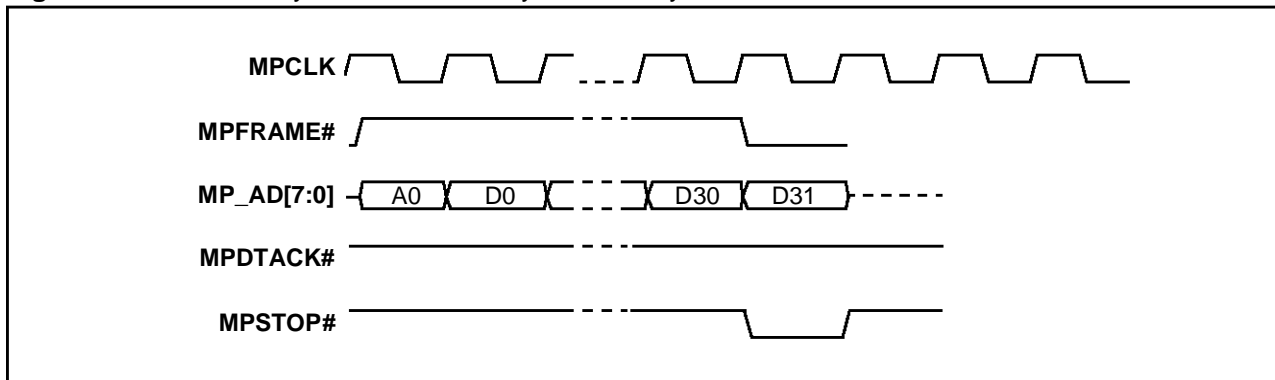 MPCLK
MPFRAME#
MP_AD[7:0] A0 D0 D30 D31
MPDTACK#
MPSTOP#